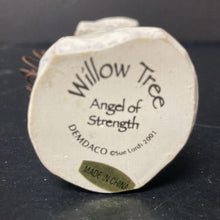 Willow Tree
Angel of
Strength
DEMDACO ©Susan Lordi 2001
MADE IN CHINA